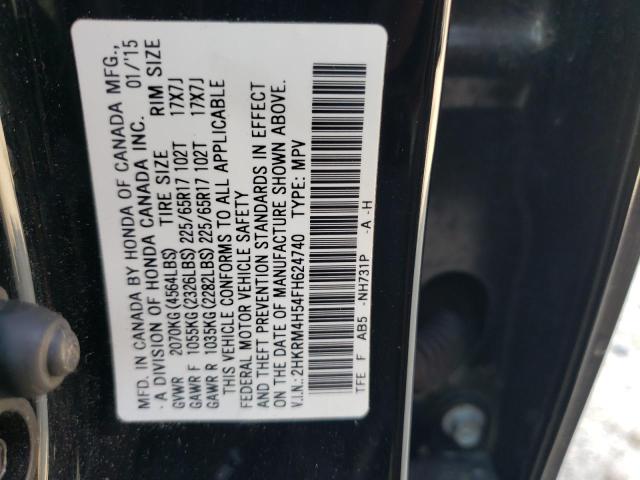 MFD. IN CANADA BY HONDA OF CANADA MFG.,
A DIVISION OF HONDA CANADA INC. 01/15
TIRE SIZE RIM SIZE
GVWR 2070KG (4564LBS)
GAWR F 1055KG (2326LBS) 225/65R17 102T 17X7J
GAWR R 1035KG (2282LBS) 225/65R17 102T 17X7J
THIS VEHICLE CONFORMS TO ALL APPLICABLE
FEDERAL MOTOR VEHICLE SAFETY
AND THEFT PREVENTION STANDARDS IN EFFECT
ON THE DATE OF MANUFACTURE SHOWN ABOVE.
V.I.N.: 2HKRM4H54FH624740 TYPE: MPV
TFE F AB5 -NH731P -A -H